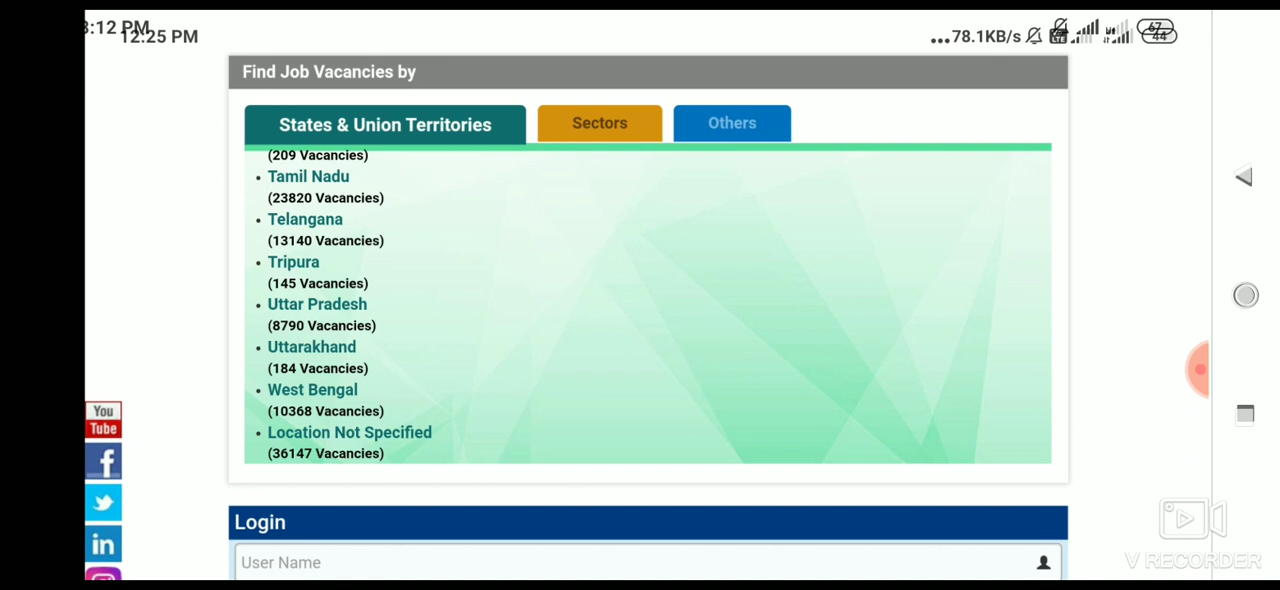 3:12 PM
12:25 PM
...78.1KB/s
67
44
Find Job Vacancies by
States & Union Territories
Sectors
Others
(209 Vacancies)
• Tamil Nadu
(23820 Vacancies)
• Telangana
(13140 Vacancies)
• Tripura
(145 Vacancies)
• Uttar Pradesh
(8790 Vacancies)
• Uttarakhand
(184 Vacancies)
• West Bengal
(10368 Vacancies)
• Location Not Specified
(36147 Vacancies)
You
Tube
f
in
Login
User Name
V RECORDER